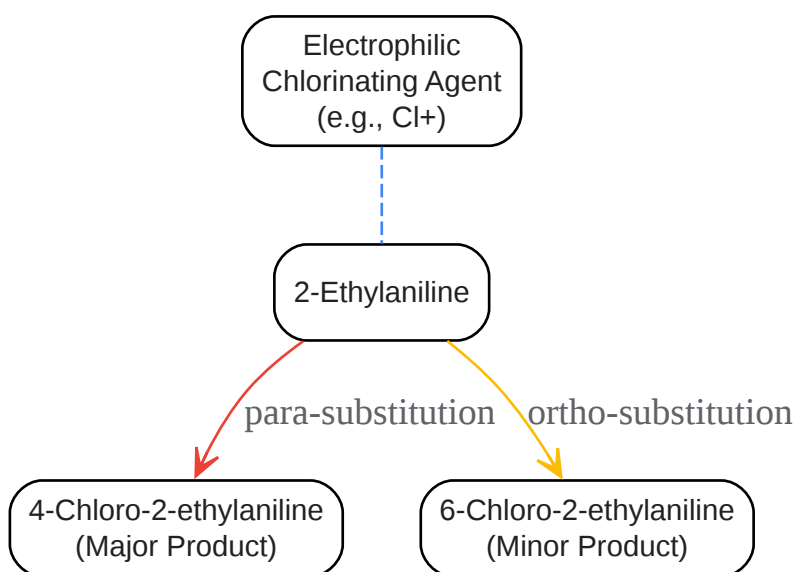 Electrophilic
Chlorinating Agent
(e.g., Cl+)
2-Ethylaniline
para-substitution
ortho-substitution
4-Chloro-2-ethylaniline
(Major Product)
6-Chloro-2-ethylaniline
(Minor Product)